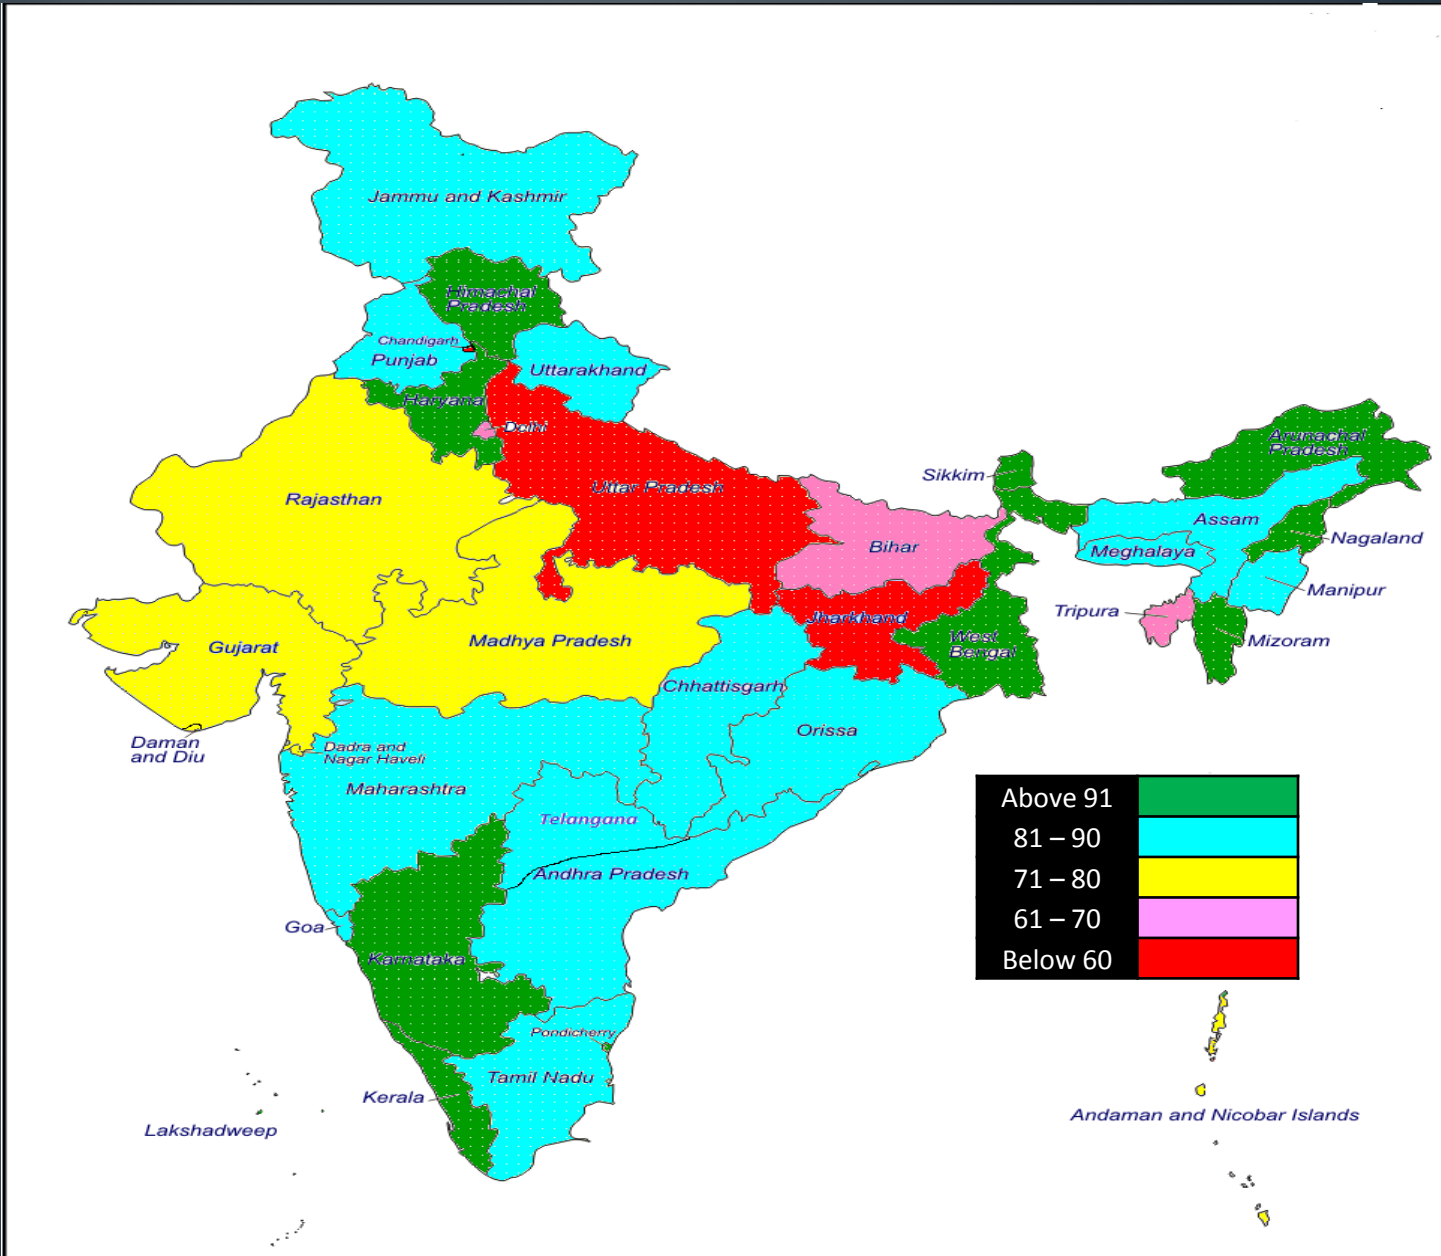 Jammu and Kashmir
Himachal
Pradesh
Chandigarh
Punjab
Uttarakhand
Haryana
Delhi
Rajasthan
Uttar Pradesh
Sikkim
Arunachal
Pradesh
Assam
Nagaland
Meghalaya
Bihar
Manipur
Tripura
Jharkhand
West
Bengal
Mizoram
Gujarat
Madhya Pradesh
Chhattisgarh
Orissa
Daman
and Diu
Dadra and
Nagar Haveli
Maharashtra
Telangana
Andhra Pradesh
Goa
Karnataka
Pondicherry
Tamil Nadu
Kerala
Lakshadweep
Above 91
81 – 90
71 – 80
61 – 70
Below 60
Andaman and Nicobar Islands